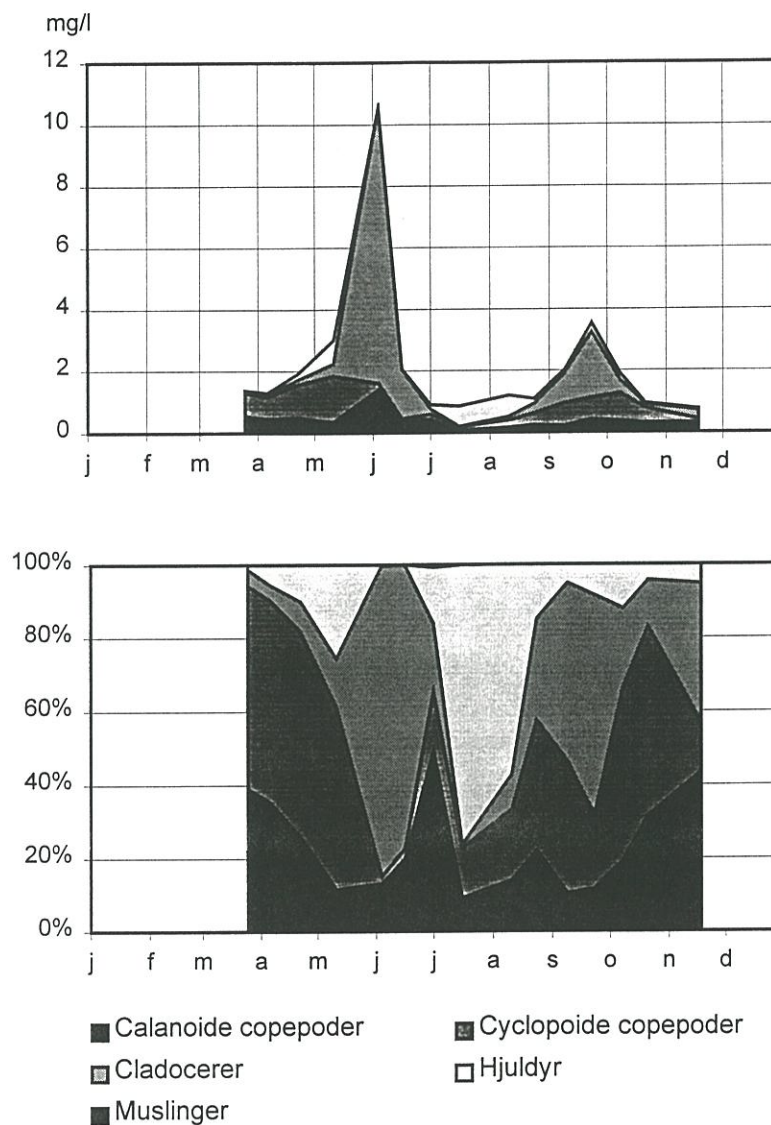 mg/l
12
10
8
6
4
2
0
j f m a m j j a s o n d
100%
80%
60%
40%
20%
0%
j f m a m j j a s o n d
Calanoide copepoder Cyclopoide copepoder
Cladocerer Hjuldyr
Muslinger